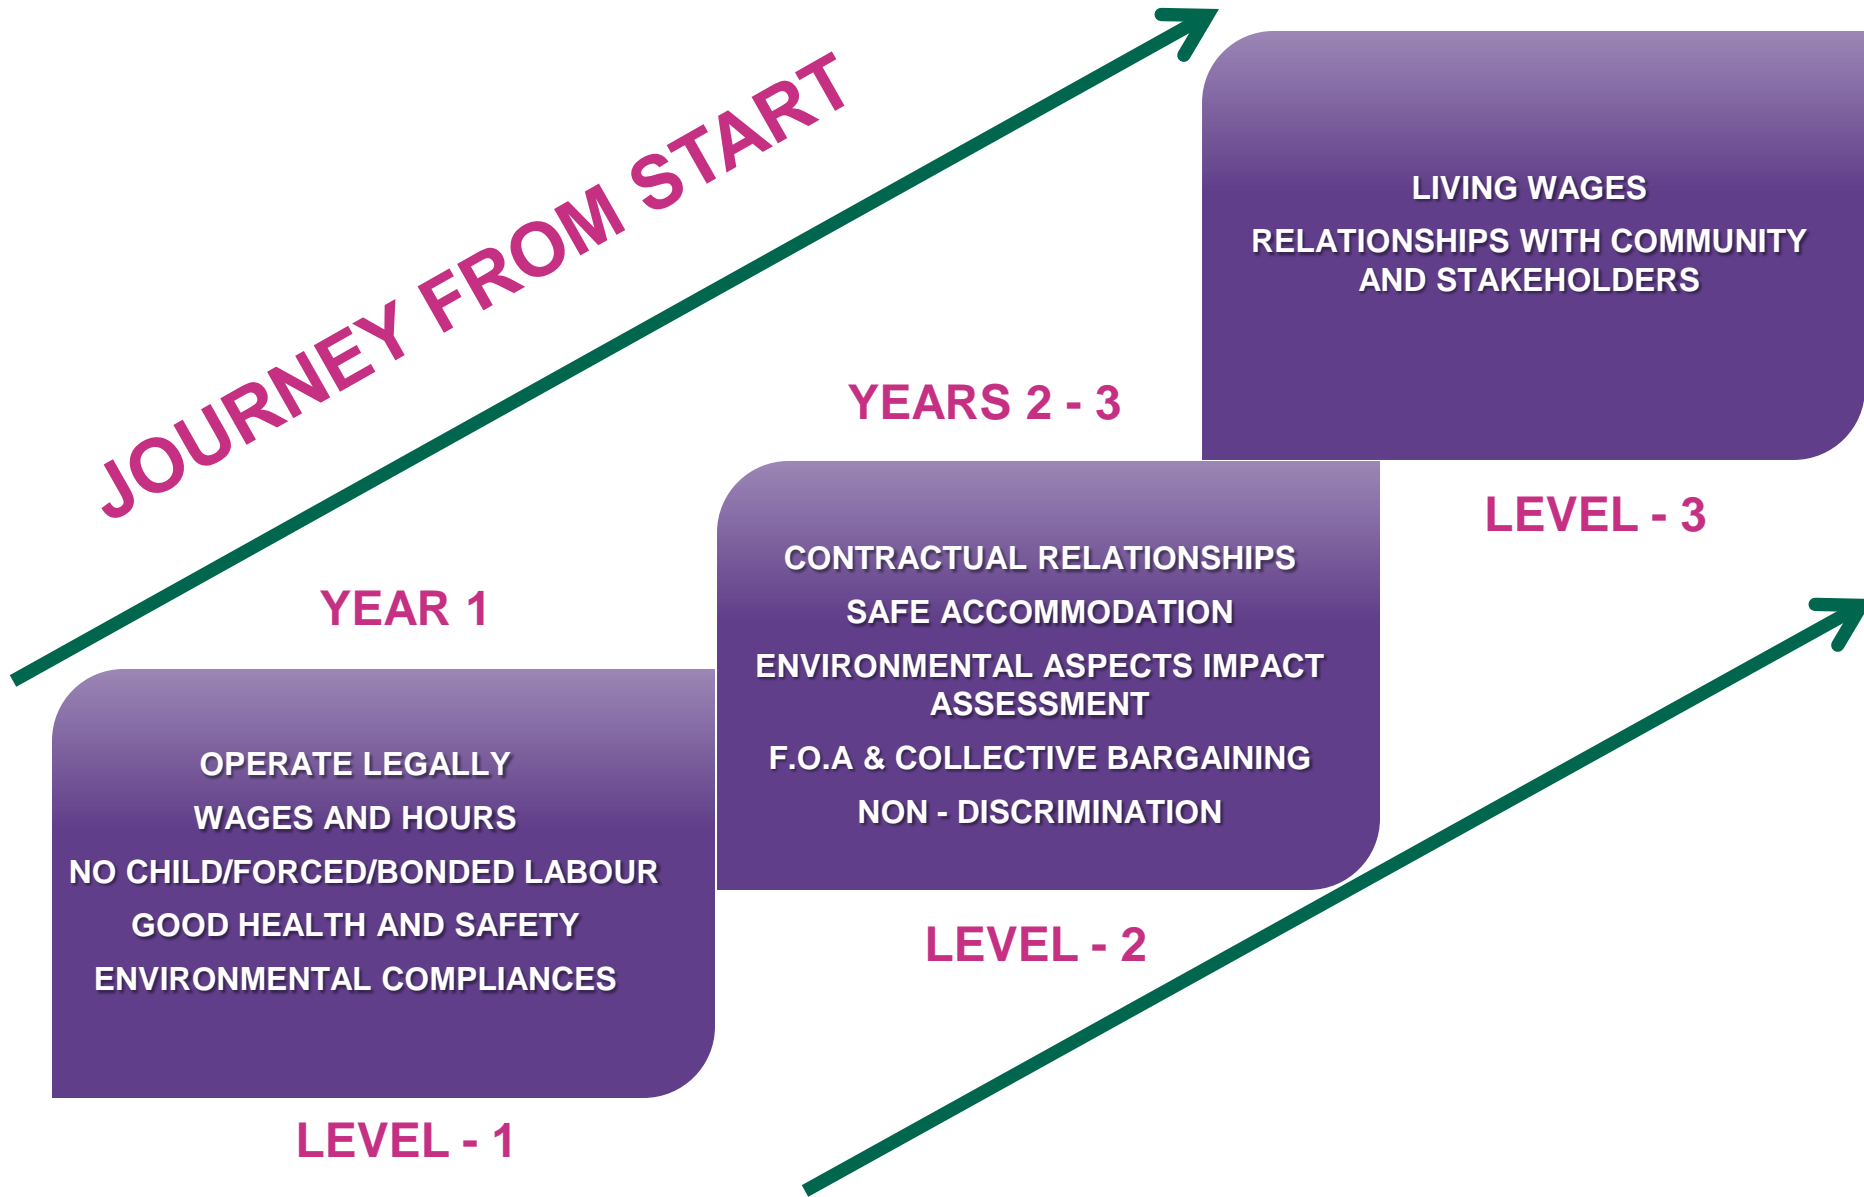 JOURNEY FROM START
YEAR 1
OPERATE LEGALLY
WAGES AND HOURS
NO CHILD/FORCED/BONDED LABOUR
GOOD HEALTH AND SAFETY
ENVIRONMENTAL COMPLIANCES
LEVEL - 1
YEARS 2 - 3
CONTRACTUAL RELATIONSHIPS
SAFE ACCOMMODATION
ENVIRONMENTAL ASPECTS IMPACT
ASSESSMENT
F.O.A & COLLECTIVE BARGAINING
NON - DISCRIMINATION
LEVEL - 2
LIVING WAGES
RELATIONSHIPS WITH COMMUNITY
AND STAKEHOLDERS
LEVEL - 3